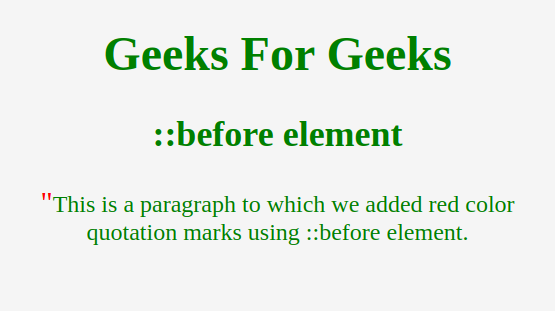 Geeks For Geeks
::before element
"This is a paragraph to which we added red color
quotation marks using ::before element.